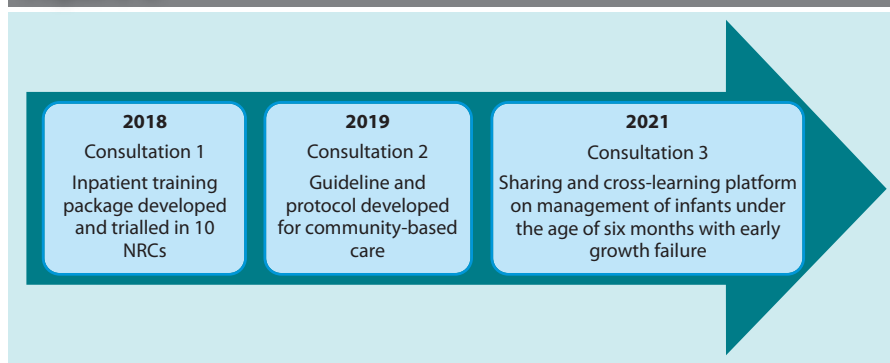 2018
Consultation 1
Inpatient training
package developed
and trialled in 10
NRCs
2019
Consultation 2
Guideline and
protocol developed
for community-based
care
2021
Consultation 3
Sharing and cross-learning platform
on management of infants under
the age of six months with early
growth failure